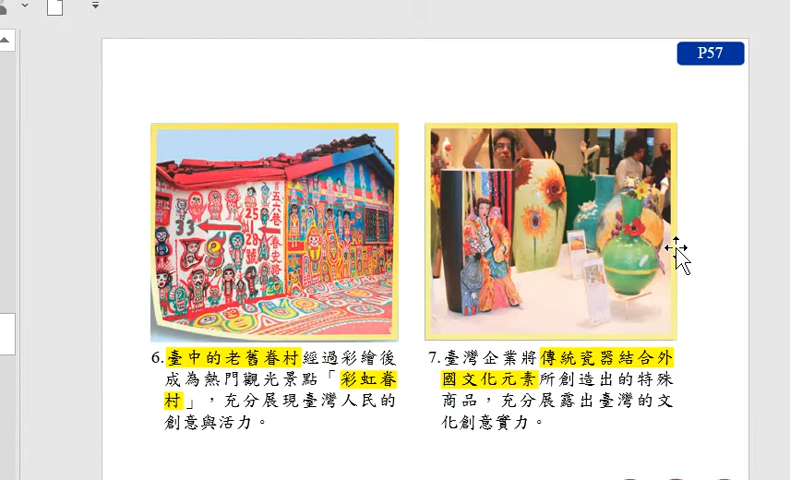 P57
五六巷
春安路
25
28
號
33
6.臺中的老舊眷村經過彩繪後
成為熱門觀光景點「彩虹眷
村」，充分展現臺灣人民的
創意與活力。
7.臺灣企業將傳統瓷器結合外
國文化元素所創造出的特殊
商品，充分展露出臺灣的文
化創意實力。